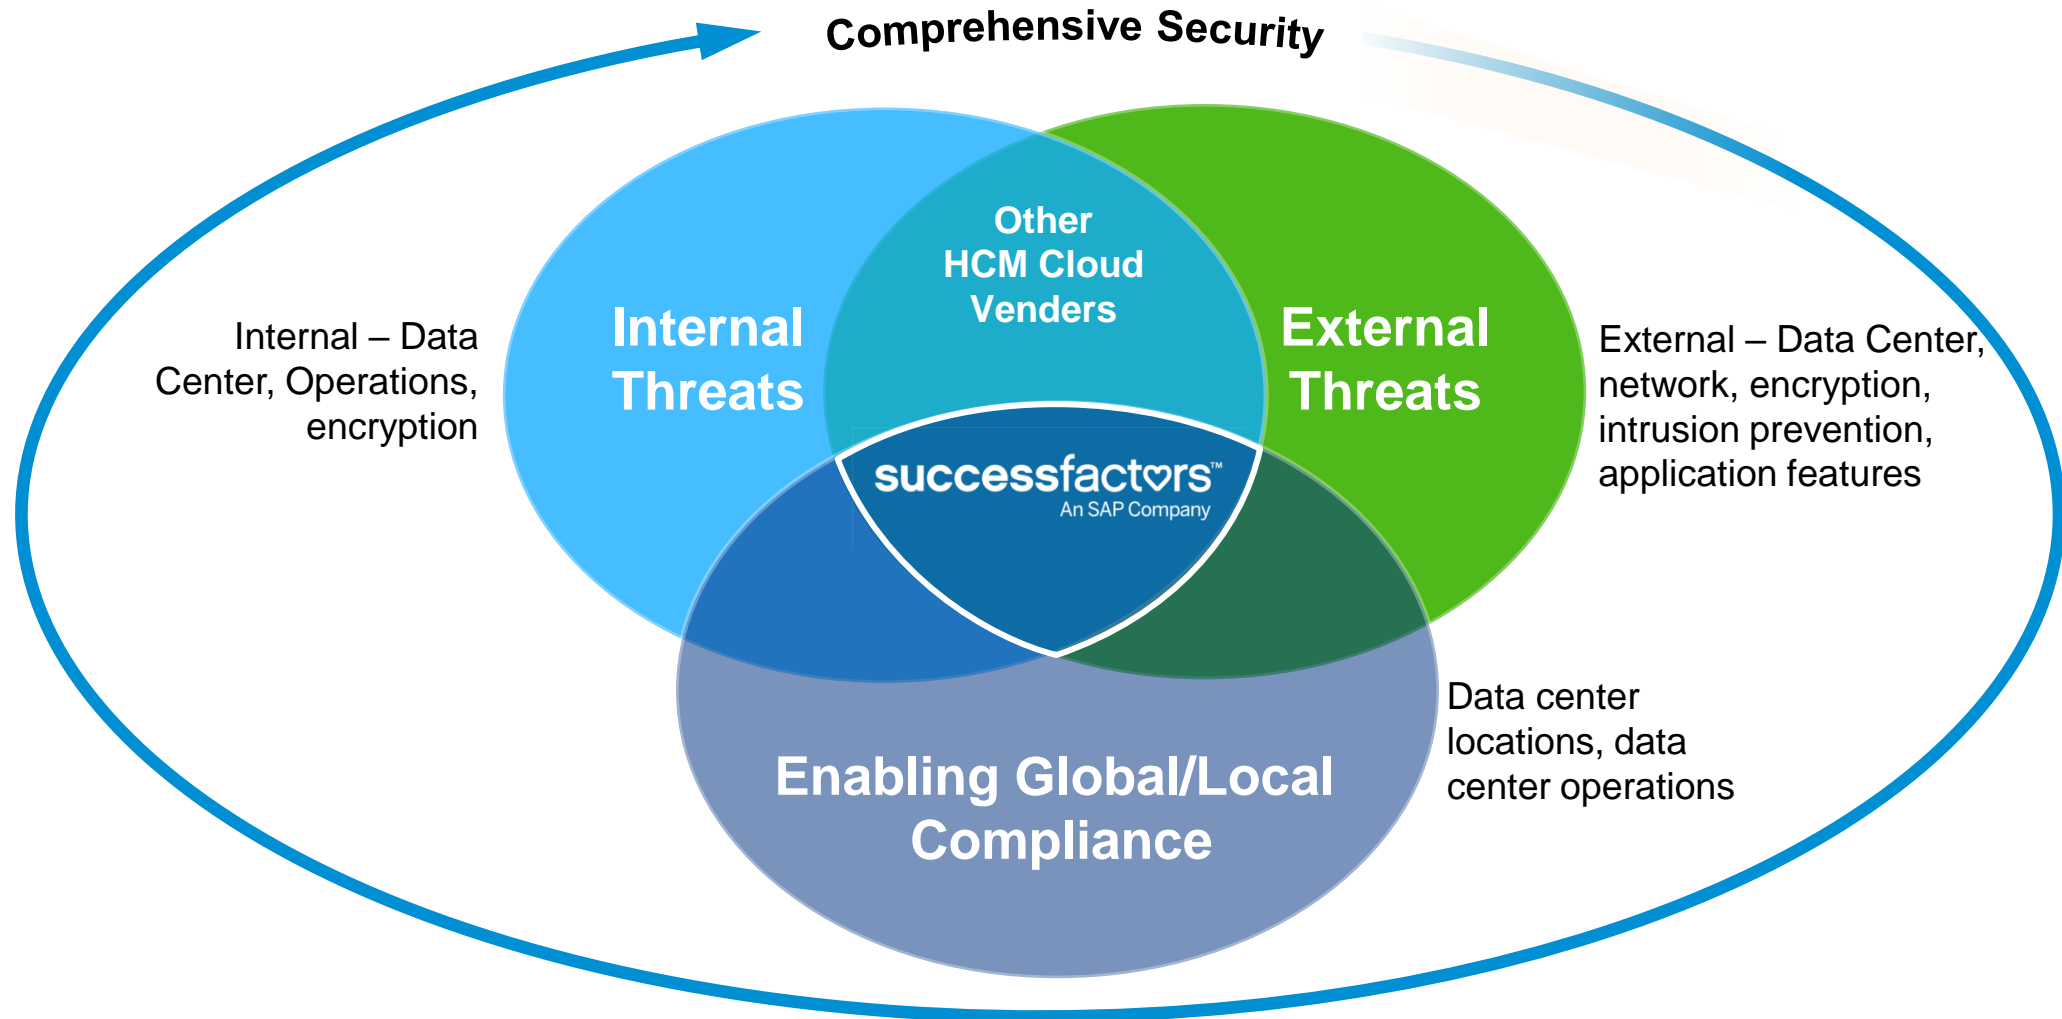 Comprehensive Security
Other
HCM Cloud
Venders
Internal
Threats
External
Threats
Internal – Data
Center, Operations,
encryption
External – Data Center,
network, encryption,
intrusion prevention,
application features
successfactors™
An SAP Company
Data center
locations, data
center operations
Enabling Global/Local
Compliance